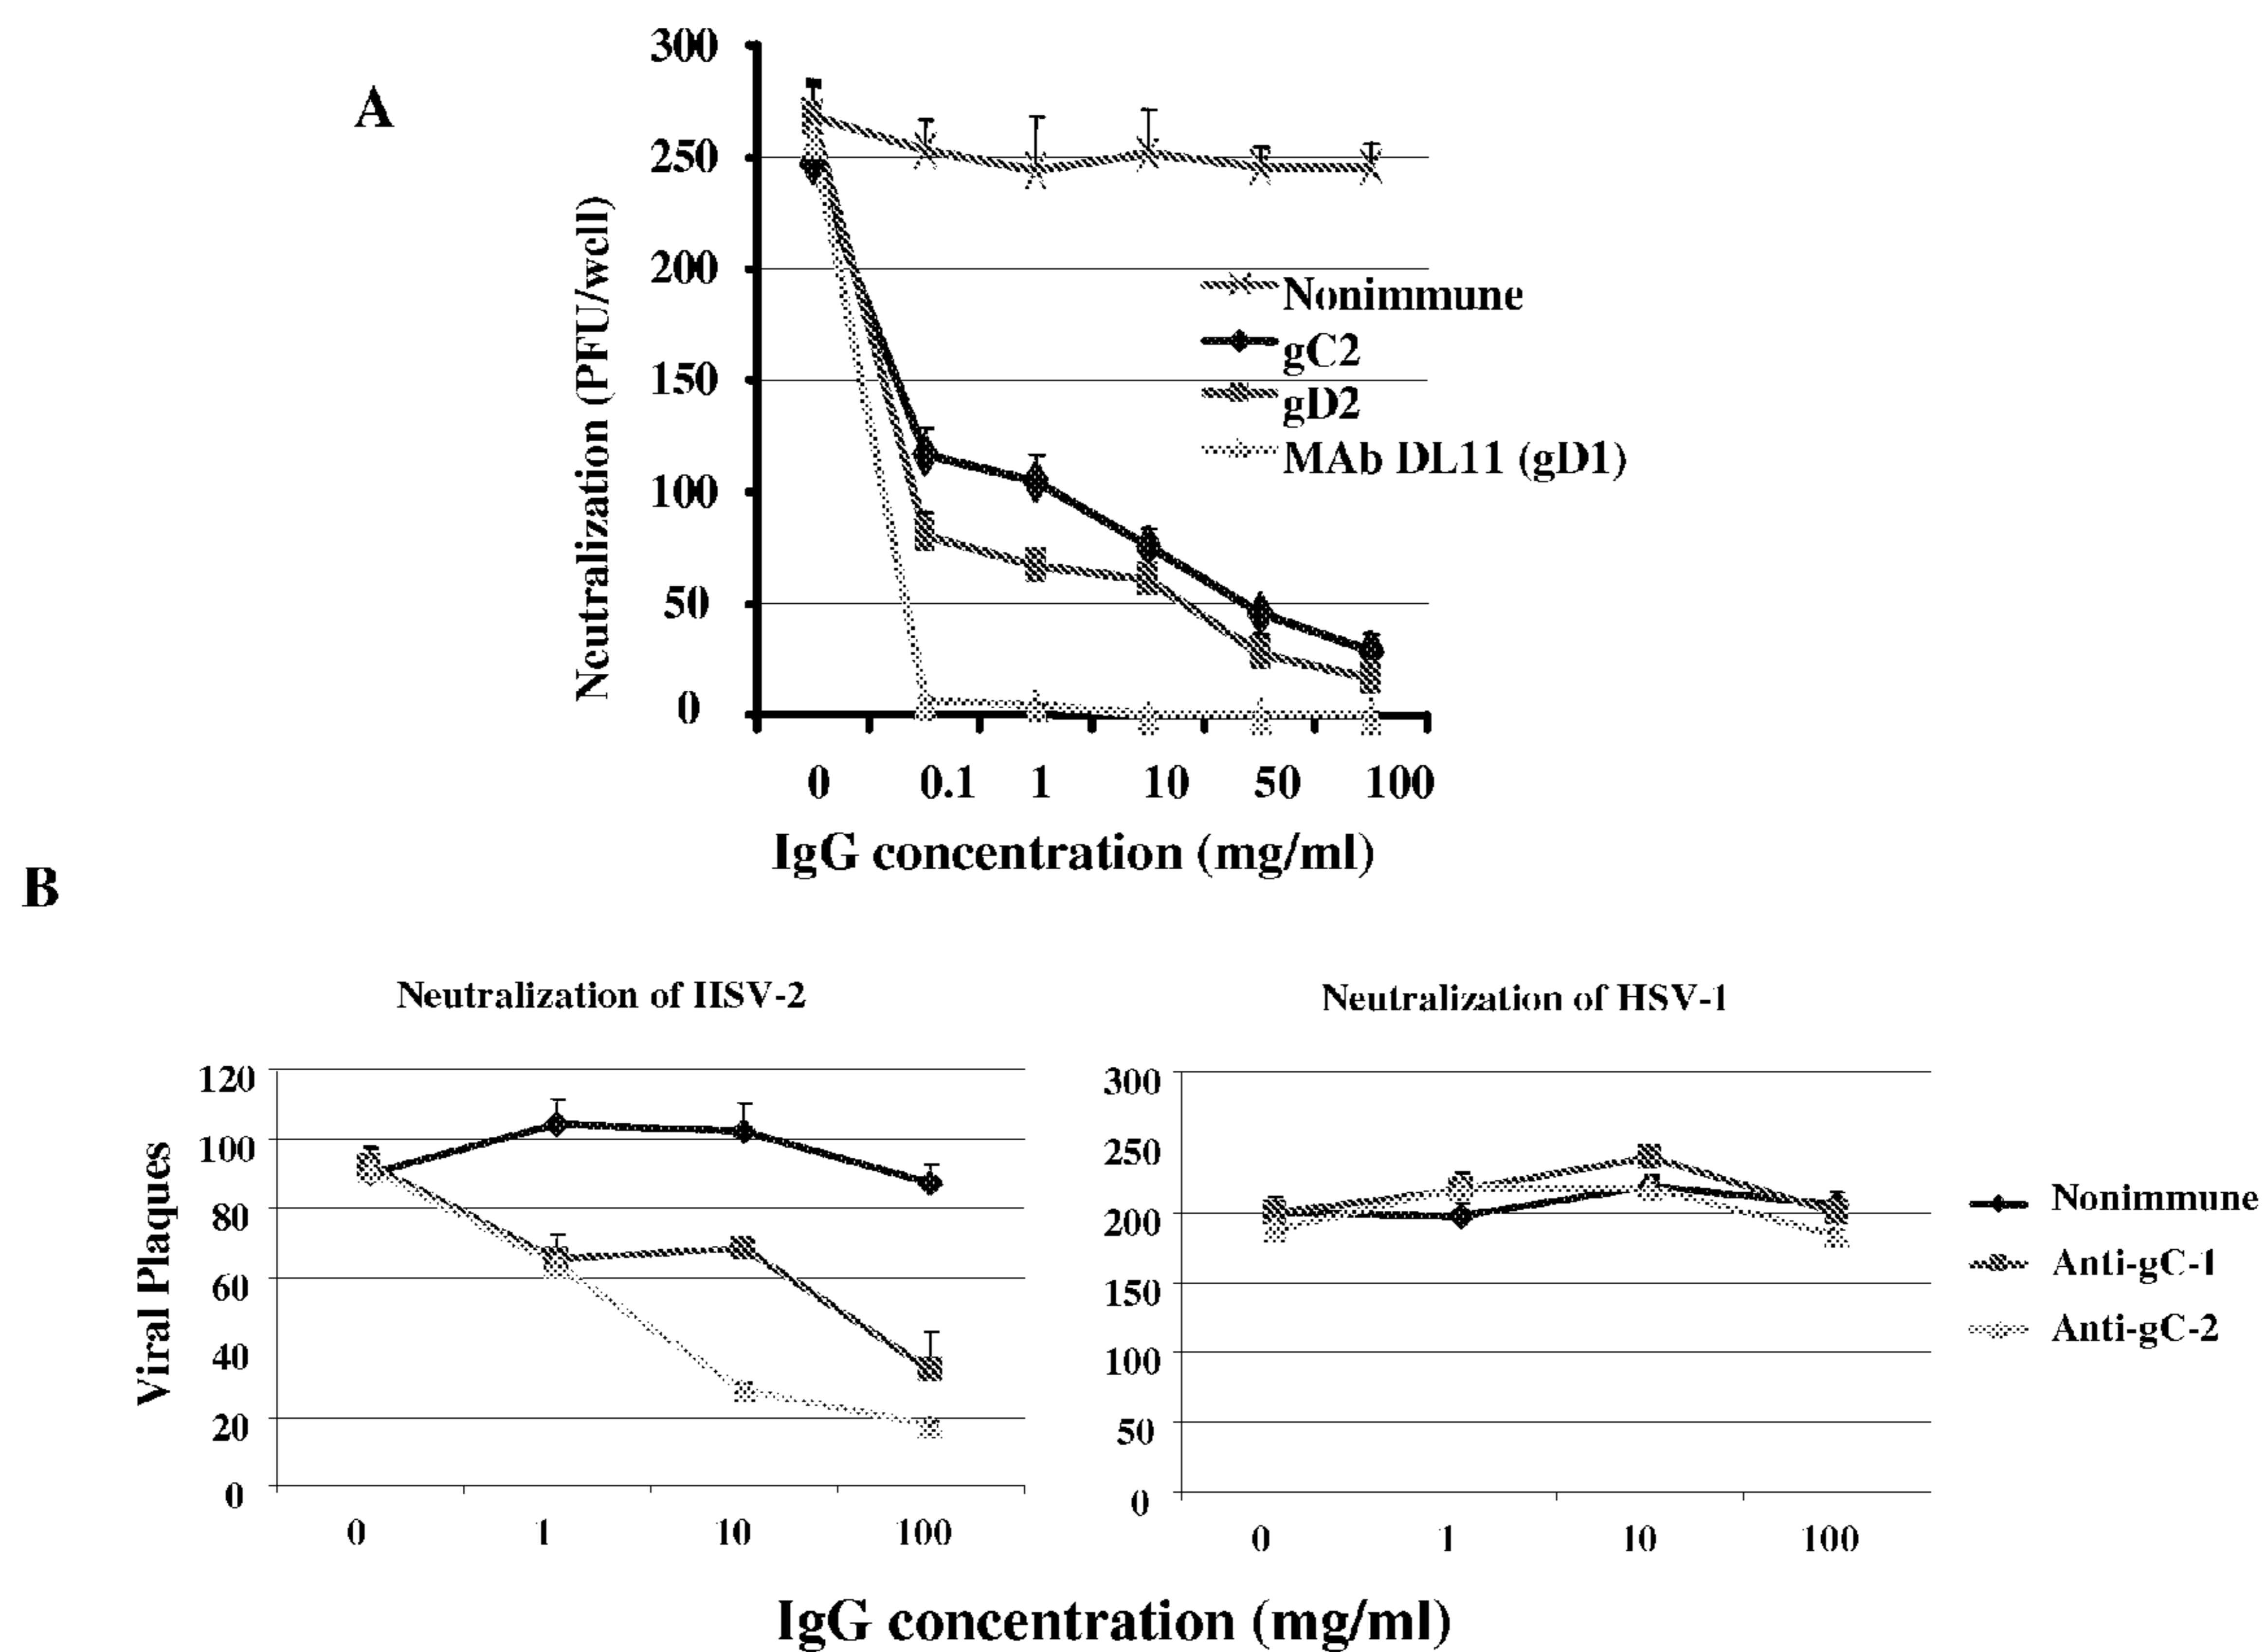 A
300
250
200
150
100
50
0
Neutralization (PFU/well)
Nonimmune
gC2
gD2
MAb DL11 (gD1)
0 0.1 1 10 50 100
IgG concentration (mg/ml)
B
Neutralization of HSV-2
Neutralization of HSV-1
120
100
80
60
40
20
0
Viral Plaques
0 1 10 100
300
250
200
150
100
50
0
0 1 10 100
Nonimmune
Anti-gC-1
Anti-gC-2
IgG concentration (mg/ml)